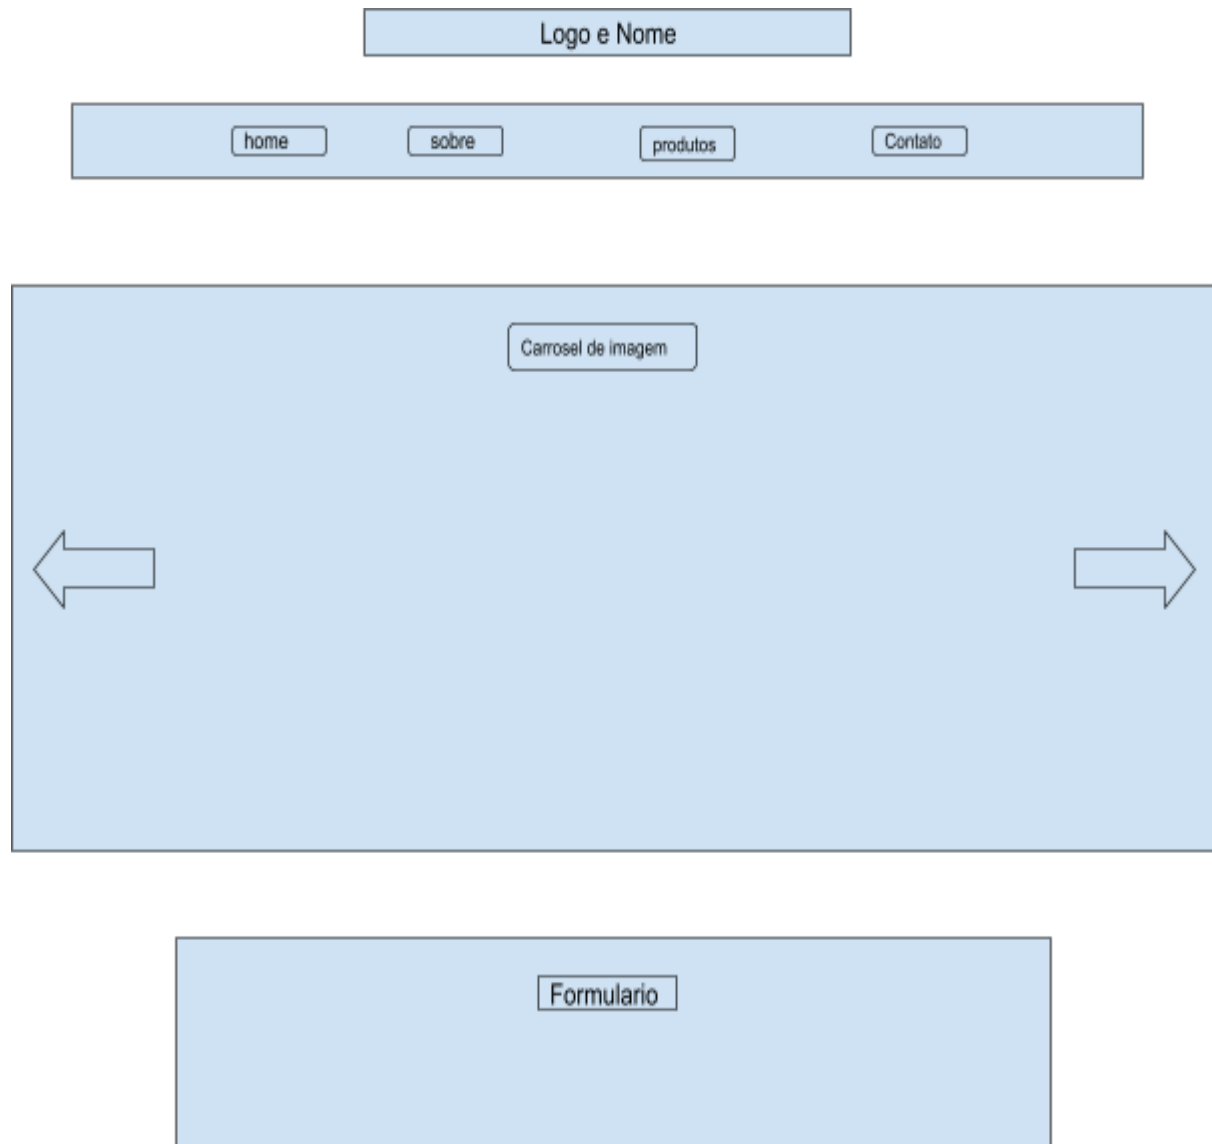 Logo e Nome
home
sobre
produtos
Contato
Carrosel de imagem
Formulario